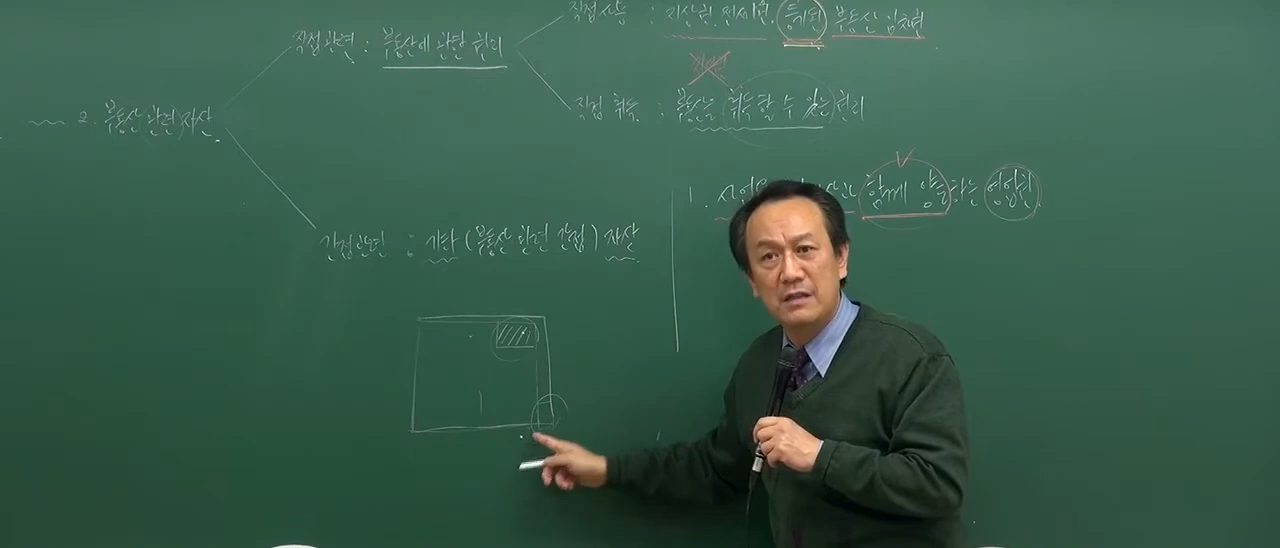 직접사용 : 지상권, 전세권, 등기된 부동산 임차권
직접관련 : 부동산에 관한 권리
직접 취득 : 부동산을 취득할 수 있는 권리
2. 부동산 관련 자산
1. 사업용 함께 양도하는 영업권
간접관련 : 기타 (부동산 관련 간접) 자산